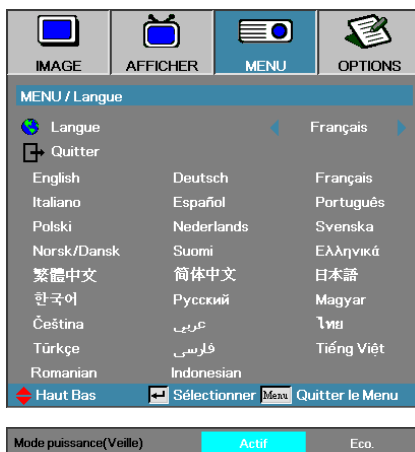 IMAGE AFFICHER MENU OPTIONS
MENU / Langue
Langue Français
Quitter
English Deutsch Français
Italiano Español Português
Polski Nederlands Svenska
Norsk/Dansk Suomi Ελληνικά
繁體中文 简体中文 日本語
한국어 Русский Magyar
Čeština عربي ไทย
Türkçe فارسی Tiếng Việt
Romanian Indonesian
Haut Bas Sélectionner Menu Quitter le Menu
Mode puissance(Veille) Actif Eco.